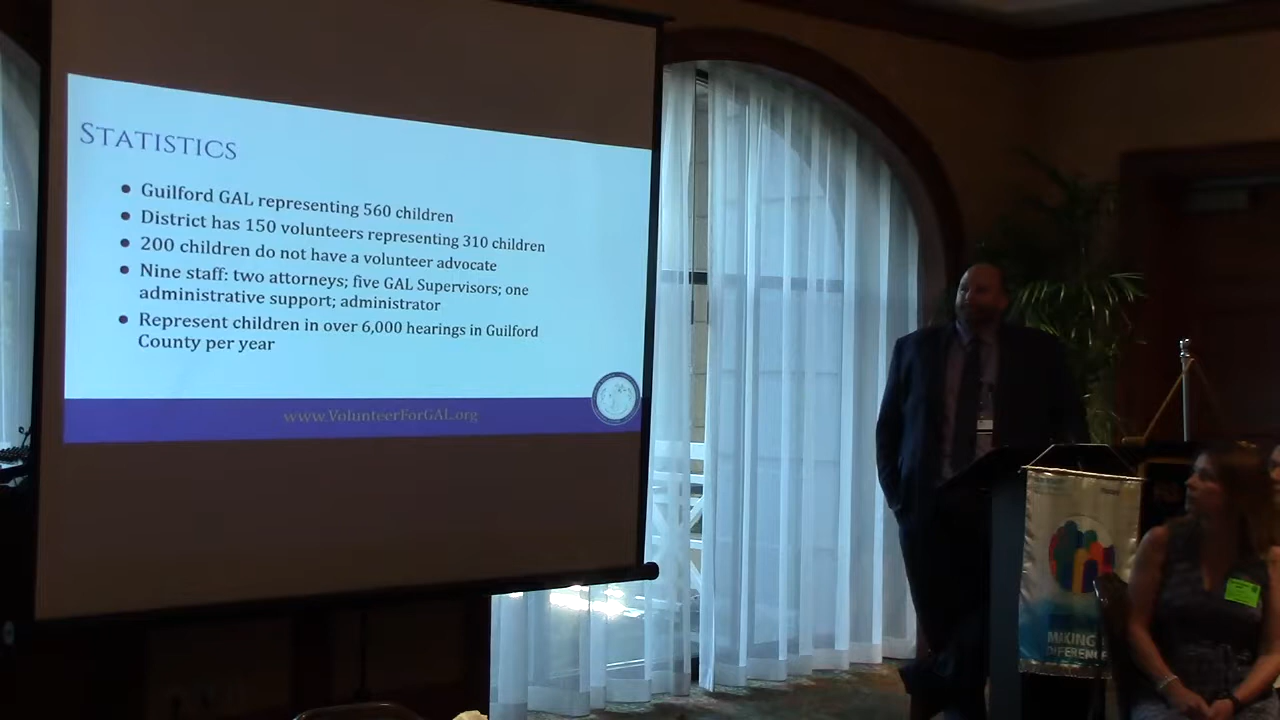 STATISTICS
• Guilford GAL representing 560 children
• District has 150 volunteers representing 310 children
• 200 children do not have a volunteer advocate
• Nine staff: two attorneys; five GAL Supervisors; one
administrative support; administrator
• Represent children in over 6,000 hearings in Guilford
County per year
www.VolunteerForGAL.org
MAKING
DIFFERENC